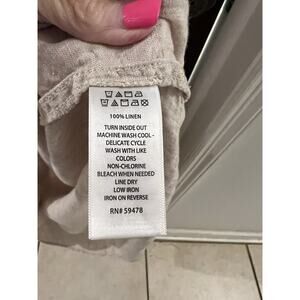 100% LINEN
TURN INSIDE OUT
MACHINE WASH COOL -
DELICATE CYCLE
WASH WITH LIKE
COLORS
NON-CHLORINE
BLEACH WHEN NEEDED
LINE DRY
LOW IRON
IRON ON REVERSE
RN# 59478